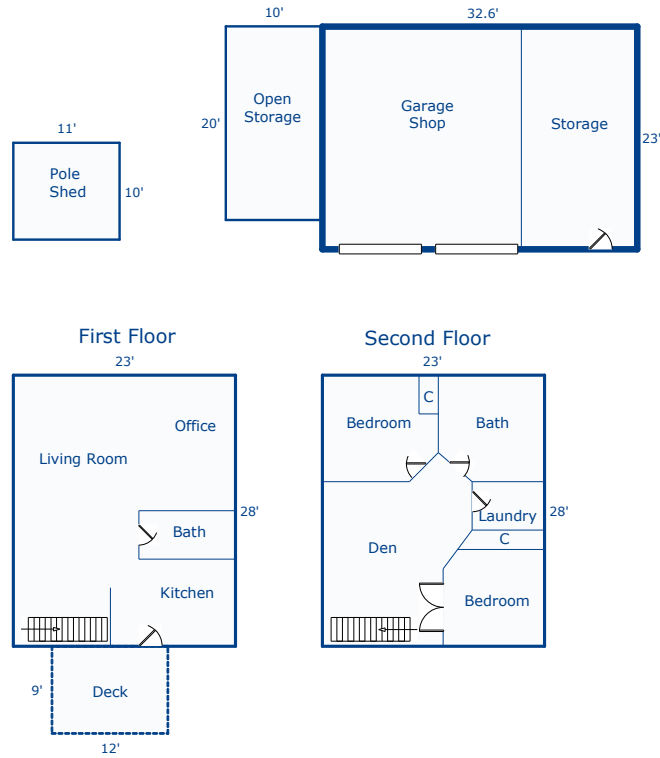 10'
32.6'
Open
Storage
Garage
Shop
Storage
20'
23'
11'
Pole
Shed
10'
First Floor
Second Floor
23'
23'
C
Bedroom
Bath
Office
Living Room
28'
28'
Laundry
Bath
C
Den
Kitchen
Bedroom
9'
Deck
12'